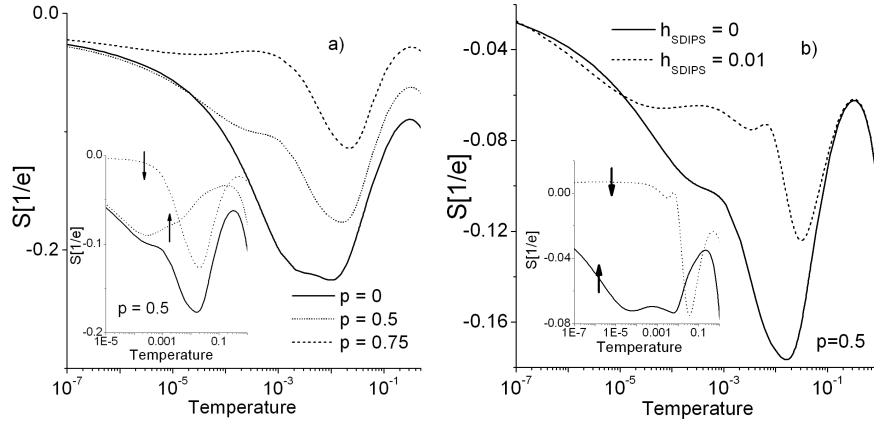 0.0
-0.2
S[1/e]
a)
0.0
-0.1
-0.2
S[1/e]
p = 0.5
1E-5
0.001
0.1
Temperature
p = 0
p = 0.5
p = 0.75
10⁻⁷
10⁻⁵
10⁻³
10⁻¹
Temperature
-0.04
-0.08
-0.12
-0.16
S[1/e]
h_SDIPS = 0
h_SDIPS = 0.01
b)
0.00
-0.04
-0.08
S[1/e]
1E-7
1E-5
0.001
0.1
Temperature
p=0.5
10⁻⁷
10⁻⁵
10⁻³
10⁻¹
Temperature